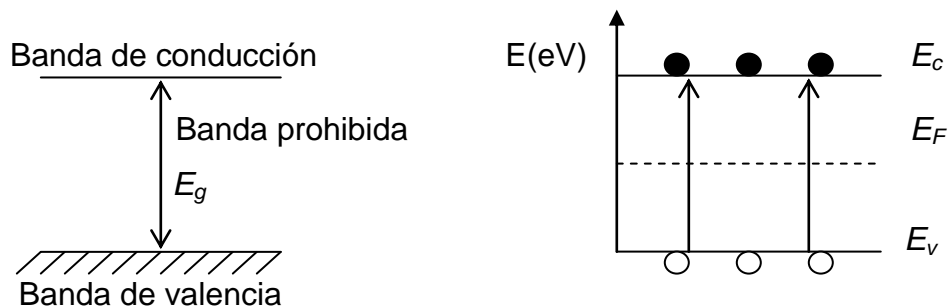 Banda de conducción
Banda prohibida
E_g
Banda de valencia
E(eV)
E_c
E_F
E_v